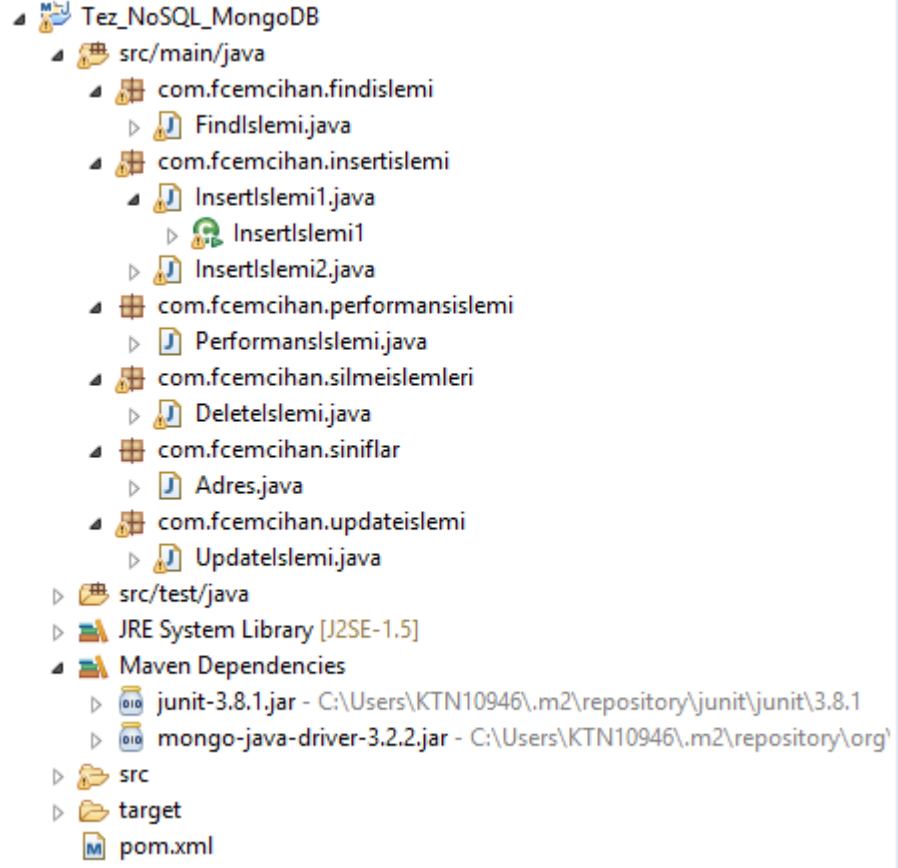 Tez_NoSQL_MongoDB
src/main/java
com.fcemcihan.findislemi
FindIslemi.java
com.fcemcihan.insertislemi
InsertIslemi1.java
InsertIslemi1
InsertIslemi2.java
com.fcemcihan.performansislemi
PerformansIslemi.java
com.fcemcihan.silmeislemleri
DeleteIslemi.java
com.fcemcihan.siniflar
Adres.java
com.fcemcihan.updateislemi
UpdateIslemi.java
src/test/java
JRE System Library [J2SE-1.5]
Maven Dependencies
junit-3.8.1.jar - C:\Users\KTN10946\.m2\repository\junit\junit\3.8.1
mongo-java-driver-3.2.2.jar - C:\Users\KTN10946\.m2\repository\org\
src
target
pom.xml